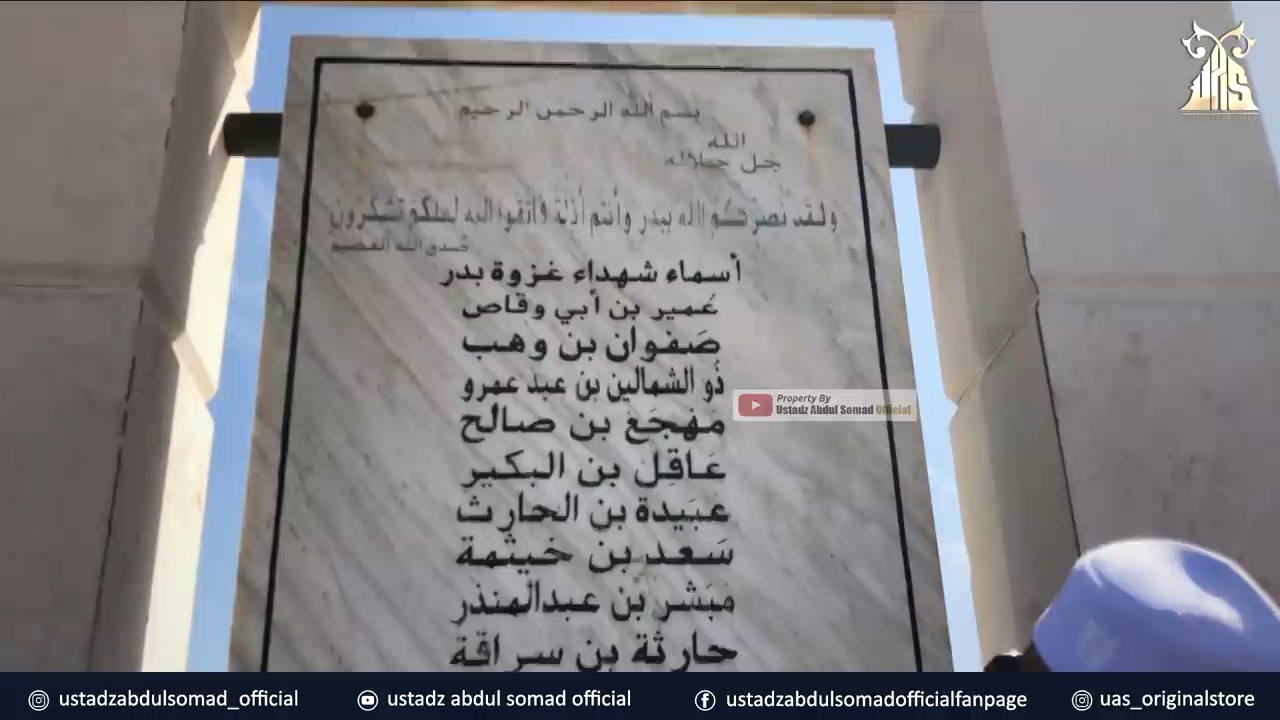 بسم الله الرحمن الرحيم
الله
جل جلاله
ولقد نصركم الله ببدر وأنتم أذلة فاتقوا الله لعلكم تشكرون
صدق الله العظيم
أسماء شهداء غزوة بدر
عُمير بن أبي وقاص
صَفوان بن وهب
ذُو الشمالين بن عبد عمرو
مَهجَع بن صالح
عَاقِل بن البكير
عبَيدة بن الحارث
سَعد بن خيثمة
مبَشر بن عبدالمنذر
حارثة بن سراقة
UAS
Property By
Ustadz Abdul Somad Official
ustadzabdulsomad_official
ustadz abdul somad official
ustadzabdulsomadofficialfanpage
uas_originalstore